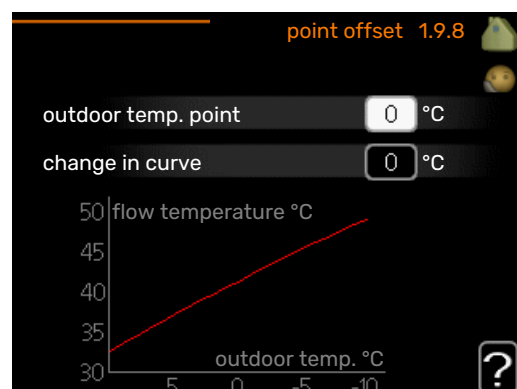 point offset 1.9.8
outdoor temp. point 0 °C
change in curve 0 °C
50 flow temperature °C
45
40
35
30
outdoor temp. °C
5 0 -5 -10
?